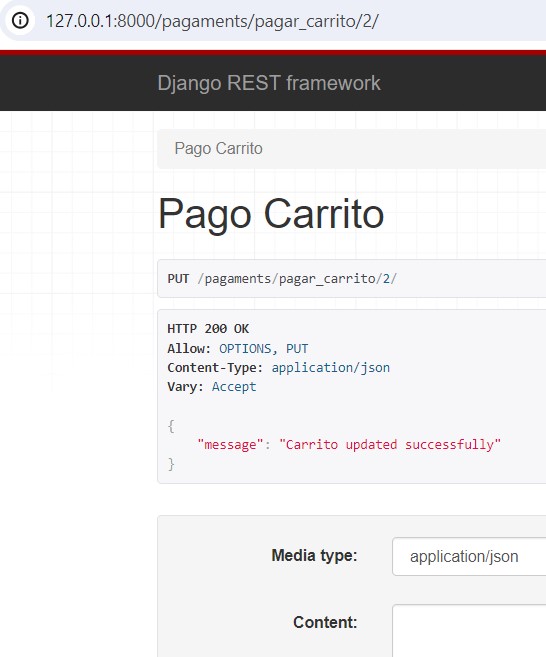 127.0.0.1:8000/pagaments/pagar_carrito/2/
Django REST framework
Pago Carrito
Pago Carrito
PUT /pagaments/pagar_carrito/2/
HTTP 200 OK
Allow: OPTIONS, PUT
Content-Type: application/json
Vary: Accept
{
"message": "Carrito updated successfully"
}
Media type: application/json
Content: